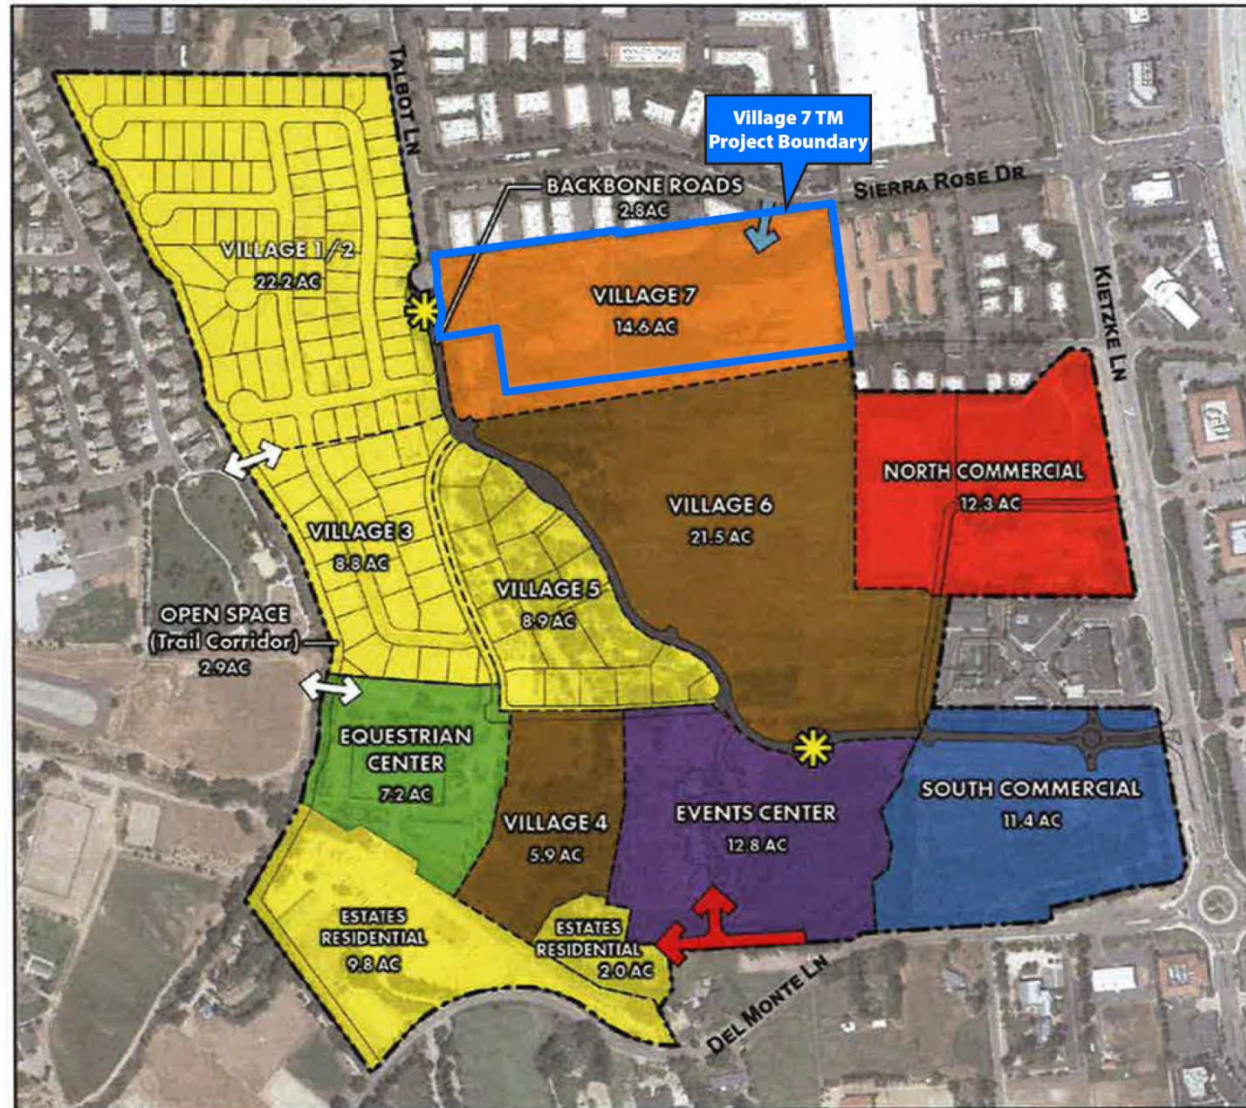 TALBOT LN
Village 7 TM
Project Boundary
SIERRA ROSE DR
BACKBONE ROADS
2.8AC
VILLAGE 1/2
22.2 AC
VILLAGE 7
14.6 AC
KIETZKE LN
NORTH COMMERCIAL
12.3 AC
VILLAGE 6
21.5 AC
VILLAGE 3
8.8 AC
VILLAGE 5
8.9 AC
OPEN SPACE
(Trail Corridor)
2.9AC
EQUESTRIAN
CENTER
7.2 AC
VILLAGE 4
5.9 AC
EVENTS CENTER
12.8 AC
SOUTH COMMERCIAL
11.4 AC
ESTATES
RESIDENTIAL
9.8 AC
ESTATES
RESIDENTIAL
2.0 AC
DEL MONTE LN